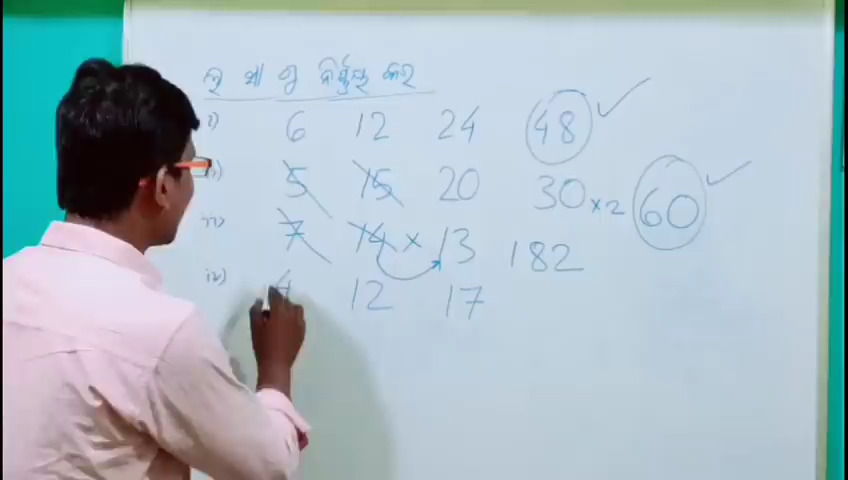 ଲ ସା ଗୁ ନିର୍ଣ୍ଣୟ କର
i) 6 12 24 48 ✓
5 15 20 30×2 60 ✓
iii) 7 14 × 13 182
iv) 4 12 17